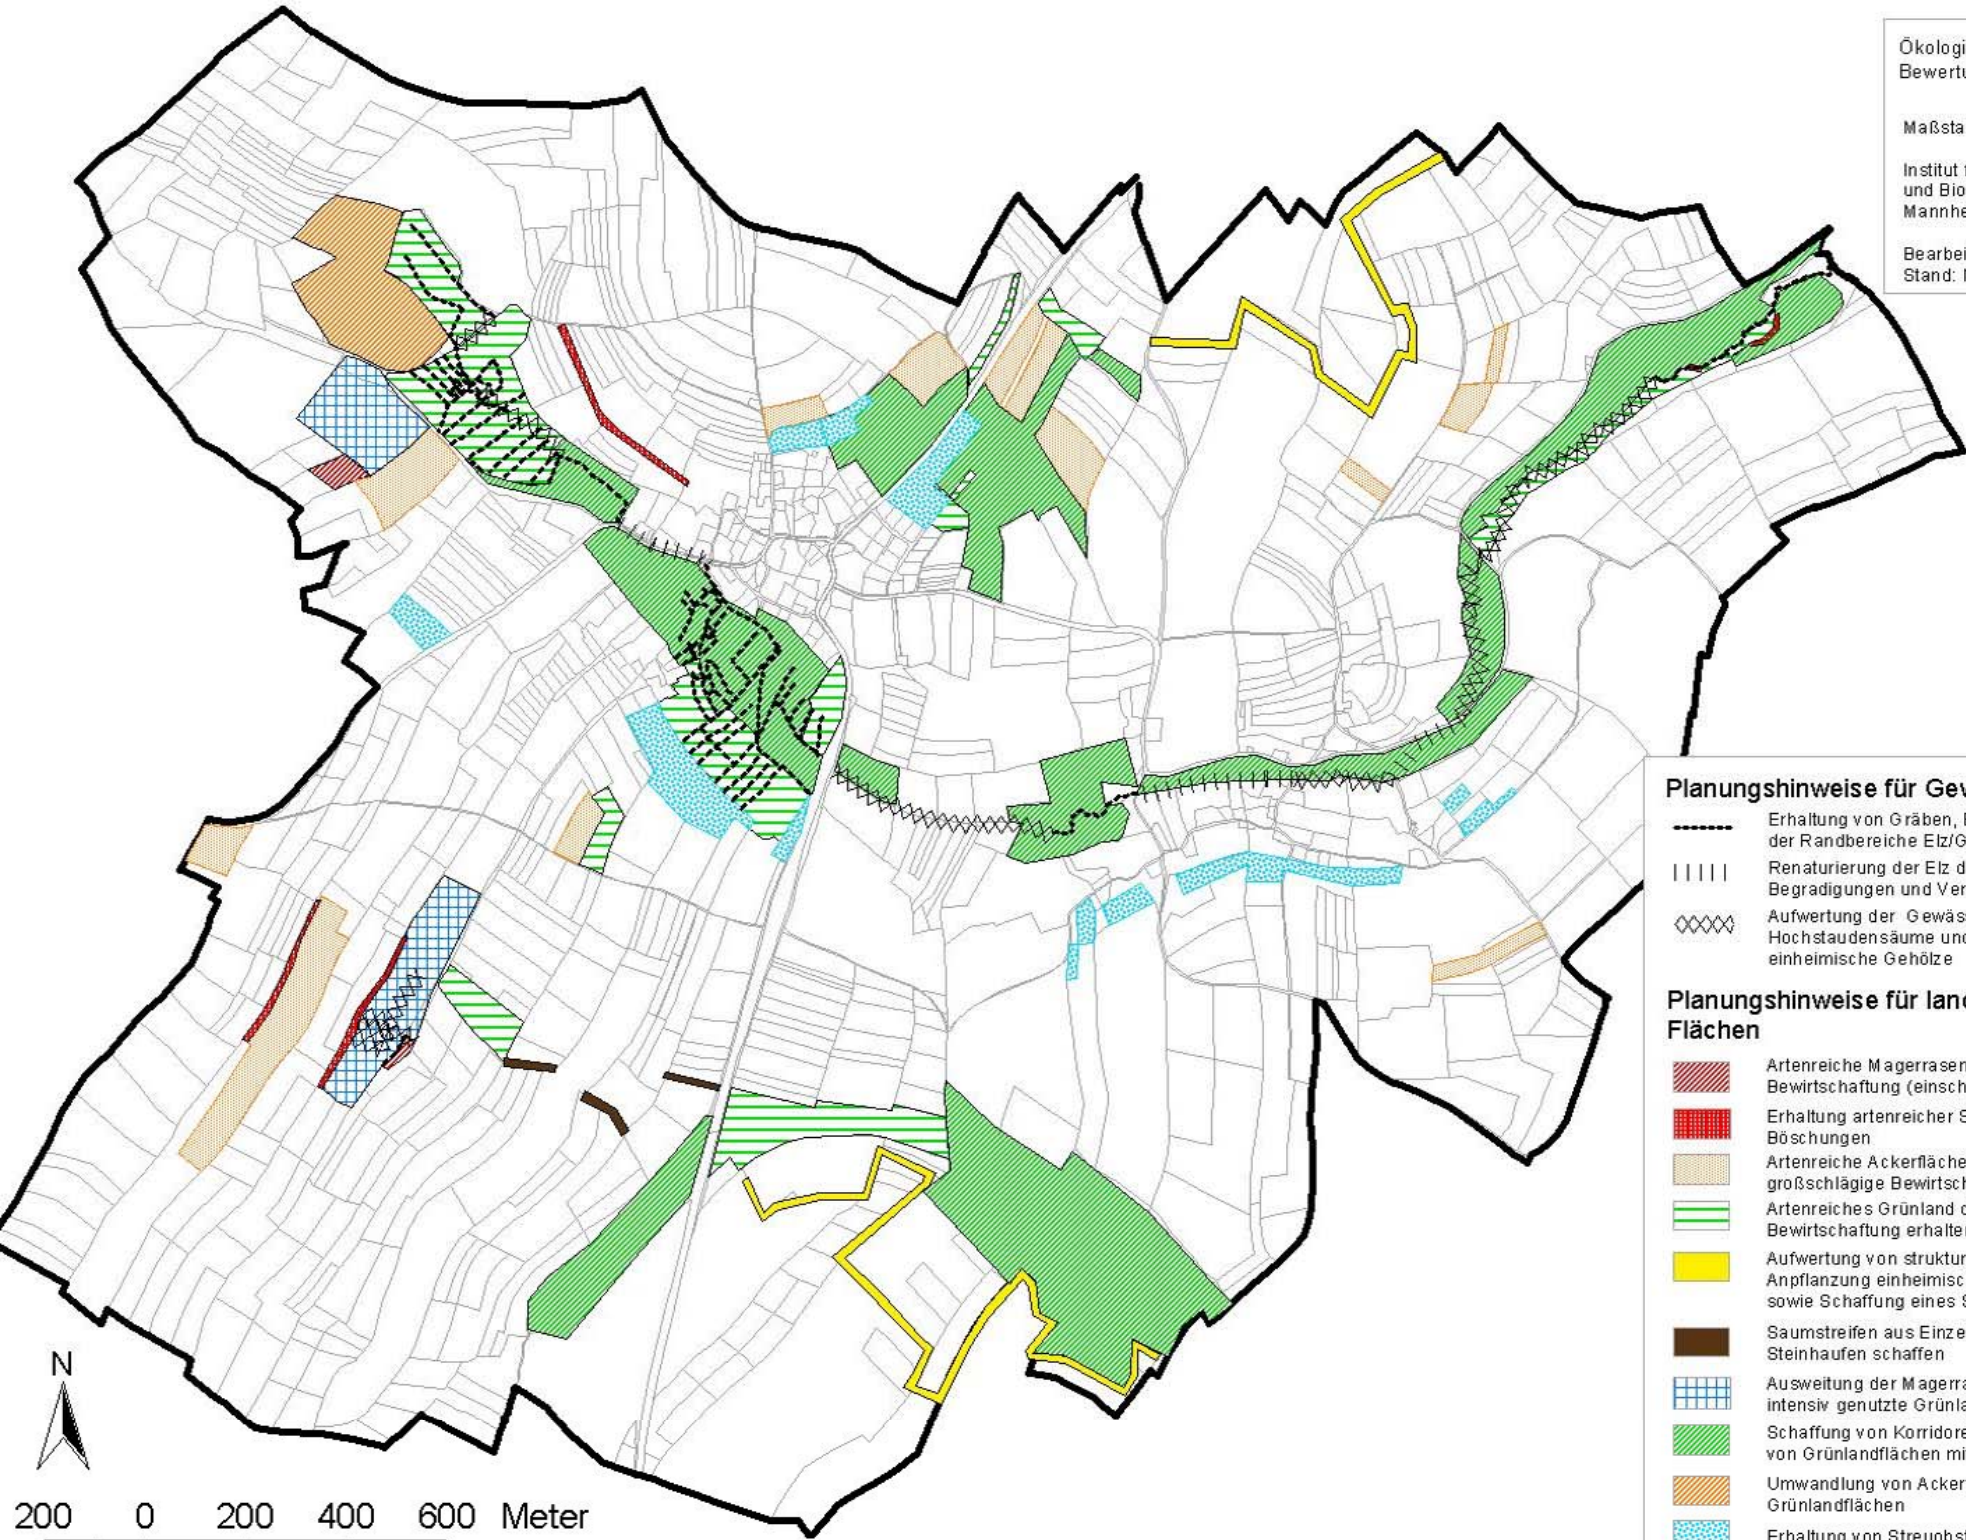 Ökologi
Bewertu
Maßsta
Institut f
und Bio
Mannhe
Bearbei
Stand:
Planungshinweise für Gew
Erhaltung von Gräben,
der Randbereiche Elz/G
Renaturierung der Elz d
Begradigungen und Ver
Aufwertung der Gewäss
Hochstaudensäume und
einheimische Gehölze
Planungshinweise für land
Flächen
Artenreiche Magerrasen
Bewirtschaftung (einsch
Erhaltung artenreicher S
Böschungen
Artenreiche Ackerfläche
großschlägige Bewirtsch
Artenreiches Grünland d
Bewirtschaftung erhalten
Aufwertung von struktur
Anpflanzung einheimisc
sowie Schaffung eines S
Saumstreifen aus Einze
Steinhaufen schaffen
Ausweitung der Magerra
intensiv genutzte Grünla
Schaffung von Korridore
von Grünlandflächen mi
Umwandlung von Acker
Grünlandflächen
Erhaltung von Streuobst
N
200 0 200 400 600 Meter